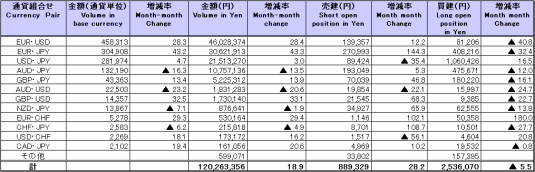 通貨組合せ 金額(通貨単位) 増減率 金額(円) 増減率 売建(円) 増減率 買建(円) 増減率
Currency Pair Volume in base currency Month-month Change Volume in Yen Month-month change Short open position in Yen Month-month Change Long open position in Yen Month-month Change
EUR・USD 458,313 28.3 46,028,374 28.4 139,357 12.2 81,206 ▲ 40.8
EUR・JPY 304,908 43.2 30,621,929 43.3 270,993 144.3 408,216 ▲ 32.4
USD・JPY 281,974 4.7 21,513,270 3.0 89,424 ▲ 35.4 1,060,426 16.5
AUD・JPY 132,190 ▲ 16.3 10,757,136 ▲ 13.5 193,049 5.3 475,671 ▲ 12.0
GBP・JPY 43,363 13.4 5,225,312 13.9 70,039 46.8 180,220 ▲ 16.1
AUD・USD 22,503 ▲ 23.2 1,831,283 ▲ 20.6 19,854 ▲ 22.1 15,997 ▲ 24.7
GBP・USD 14,357 32.5 1,730,140 33.1 21,545 68.3 9,385 ▲ 22.7
NZD・JPY 13,867 ▲ 7.1 876,641 ▲ 1.9 34,927 65.9 62,555 ▲ 13.8
EUR・CHF 5,278 29.3 530,164 29.4 1,146 102.1 50,358 180.0
CHF・JPY 2,583 ▲ 6.2 215,818 ▲ 4.9 8,701 108.7 10,501 ▲ 27.7
USD・CHF 2,269 18.1 173,172 16.2 1,517 ▲ 56.1 4,604 20.8
CAD・JPY 2,102 19.4 161,056 20.6 4,969 10.2 19,532 ▲ 0.8
その他 599,071 33,802 157,395
計 120,263,356 18.9 889,329 28.2 2,536,070 ▲ 5.5